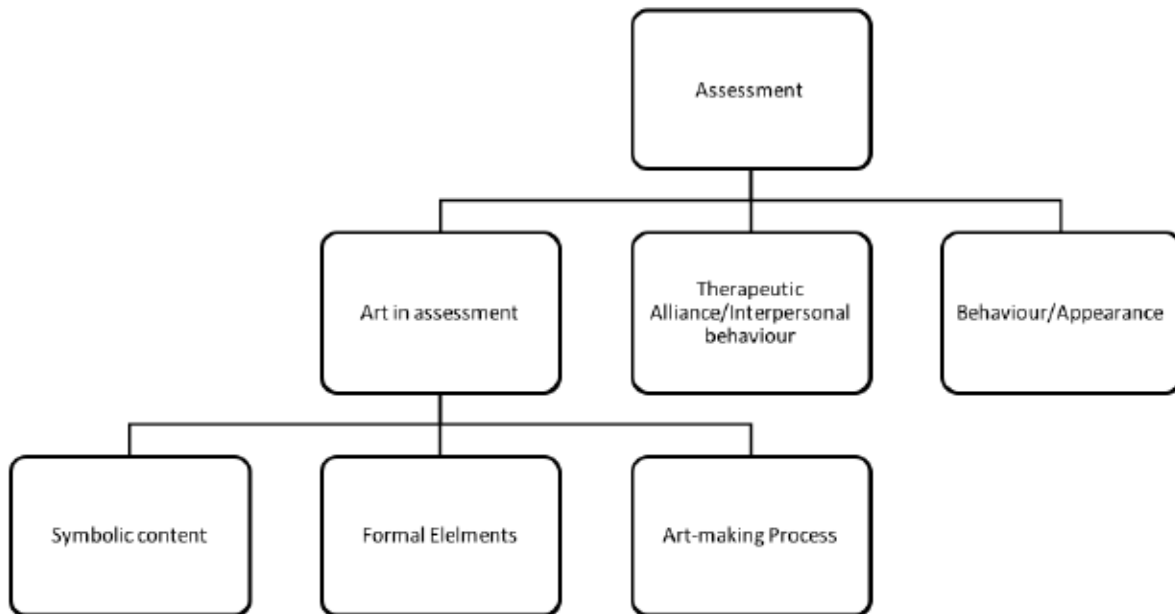 Assessment
Art in assessment
Therapeutic
Alliance/Interpersonal
behaviour
Behaviour/Appearance
Symbolic content
Formal Elelments
Art-making Process